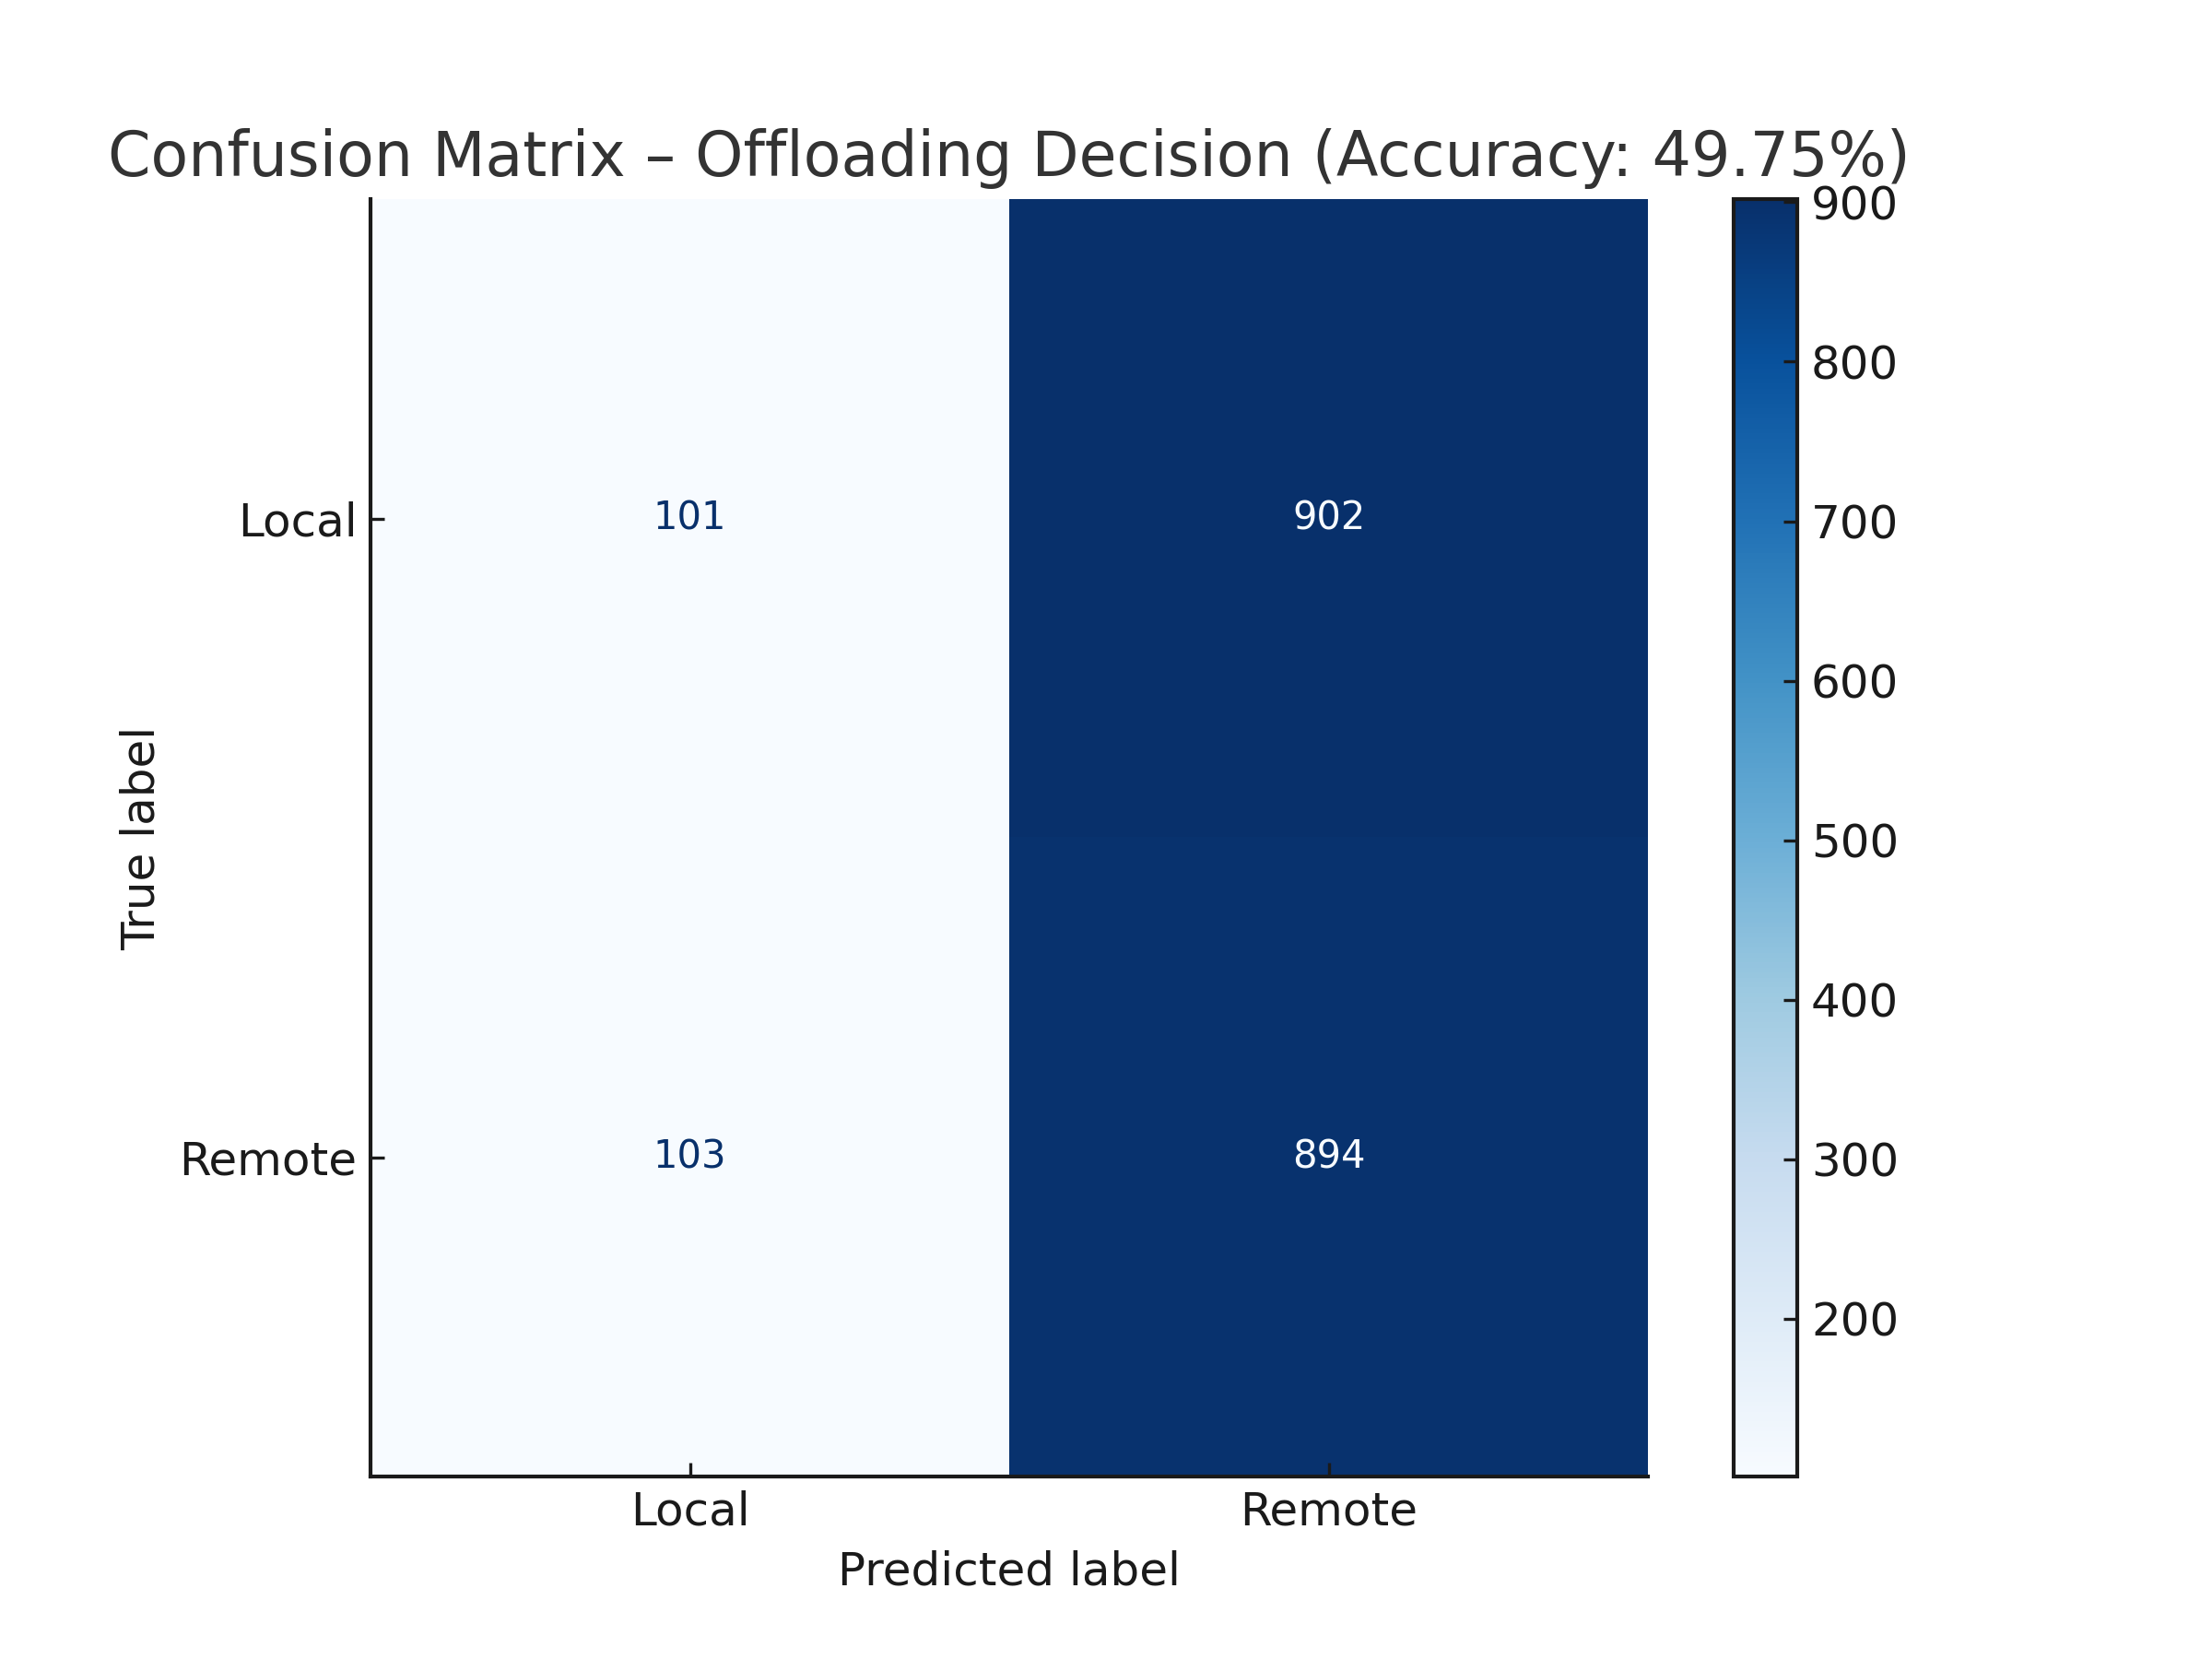 Confusion Matrix – Offloading Decision (Accuracy: 49.75%)
True label
Local
Remote
101
902
103
894
Local
Remote
Predicted label
900
800
700
600
500
400
300
200